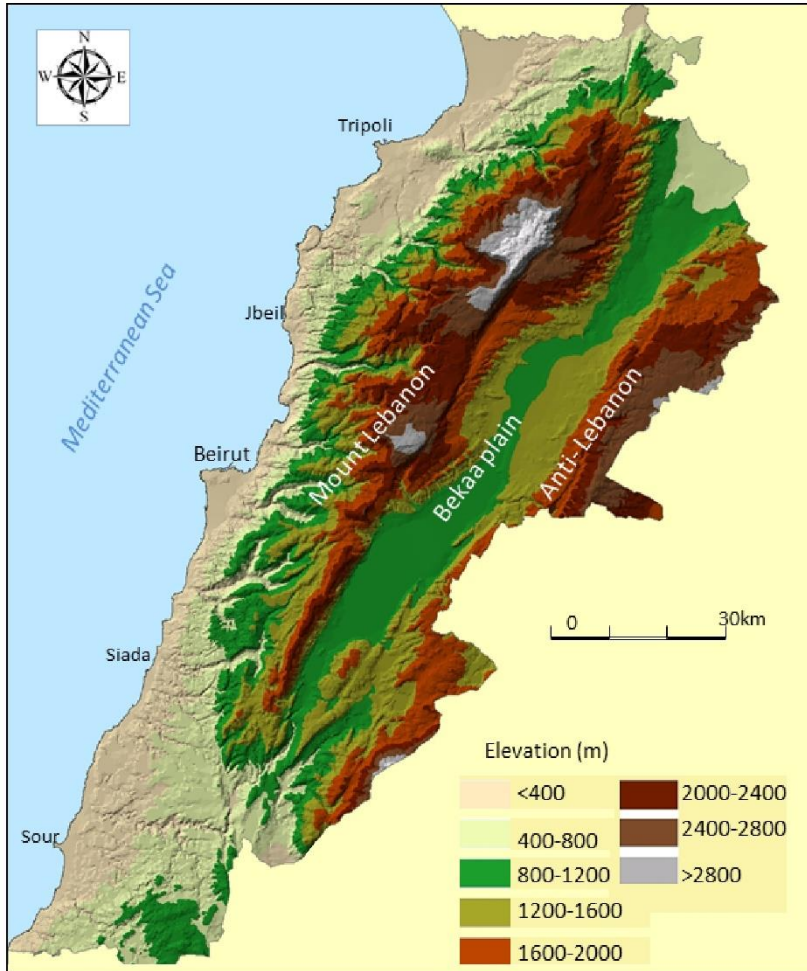 N
W E
S
Tripoli
Mediterranean Sea
Jbeil
Mount Lebanon
Beirut
Bekaa plain
Anti-Lebanon
0 30km
Siada
Sour
Elevation (m)
<400
400-800
800-1200
1200-1600
1600-2000
2000-2400
2400-2800
>2800